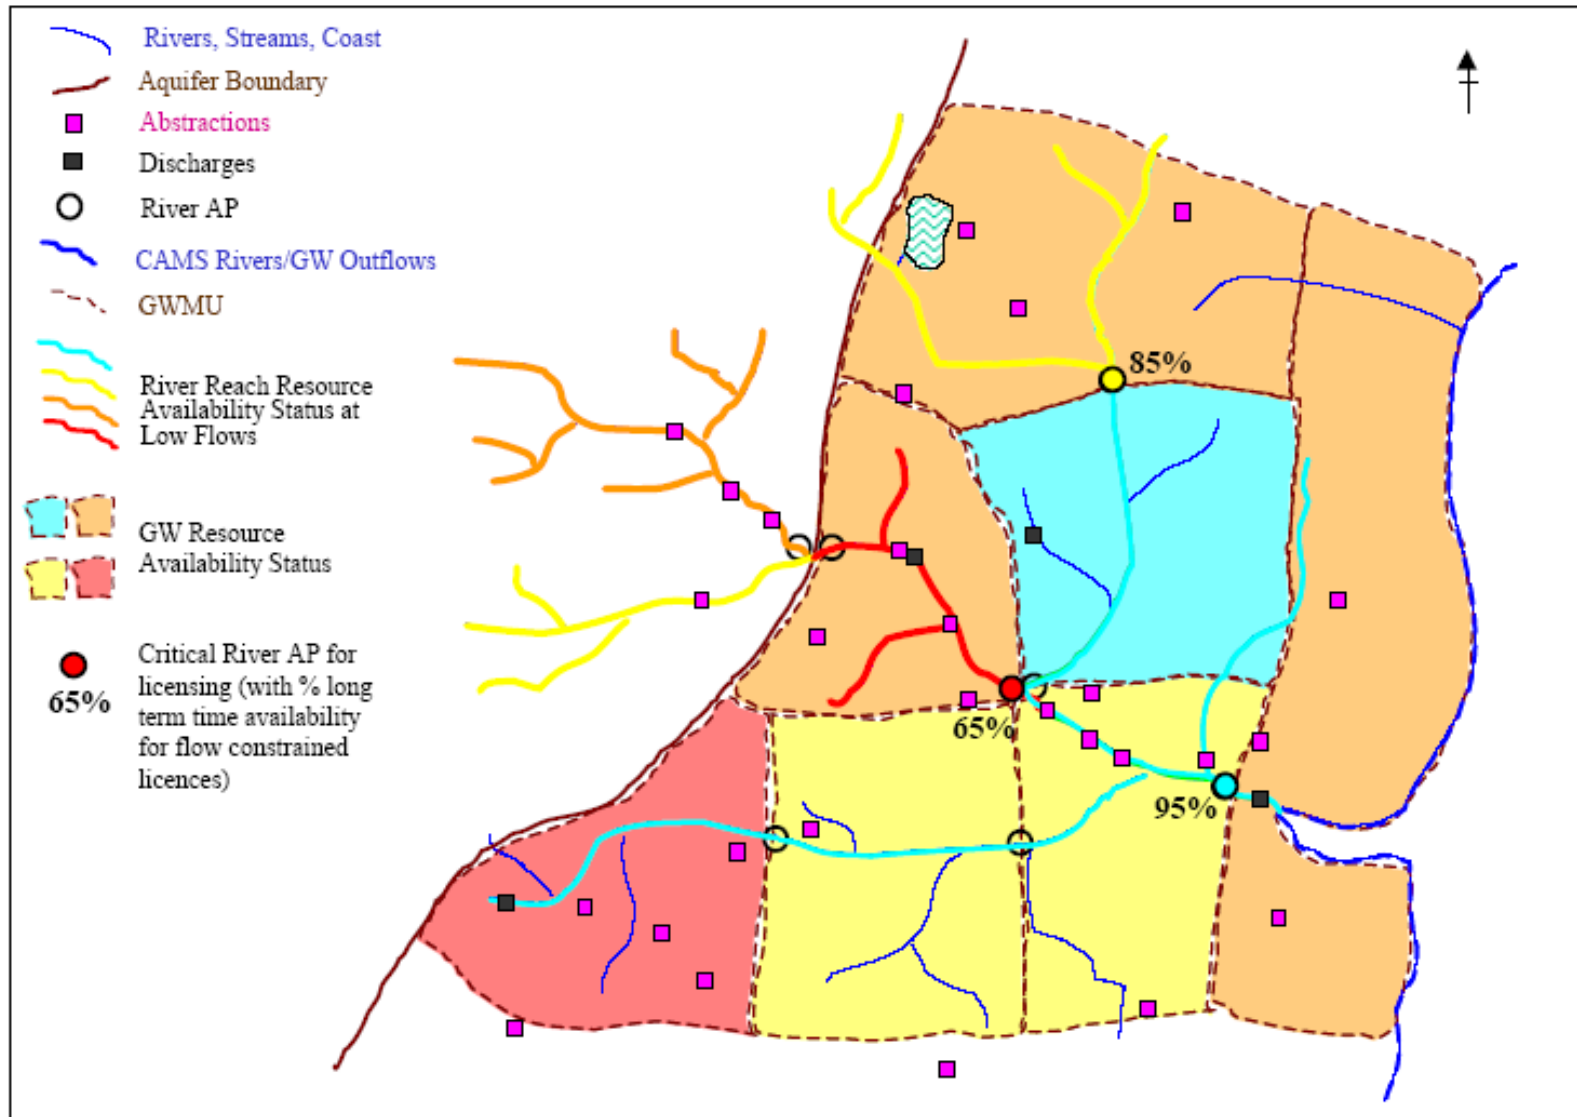 Rivers, Streams, Coast
Aquifer Boundary
Abstractions
Discharges
River AP
CAMS Rivers/GW Outflows
GWMU
River Reach Resource
Availability Status at
Low Flows
GW Resource
Availability Status
Critical River AP for
licensing (with % long
term time availability
for flow constrained
licences)
65%
85%
65%
95%